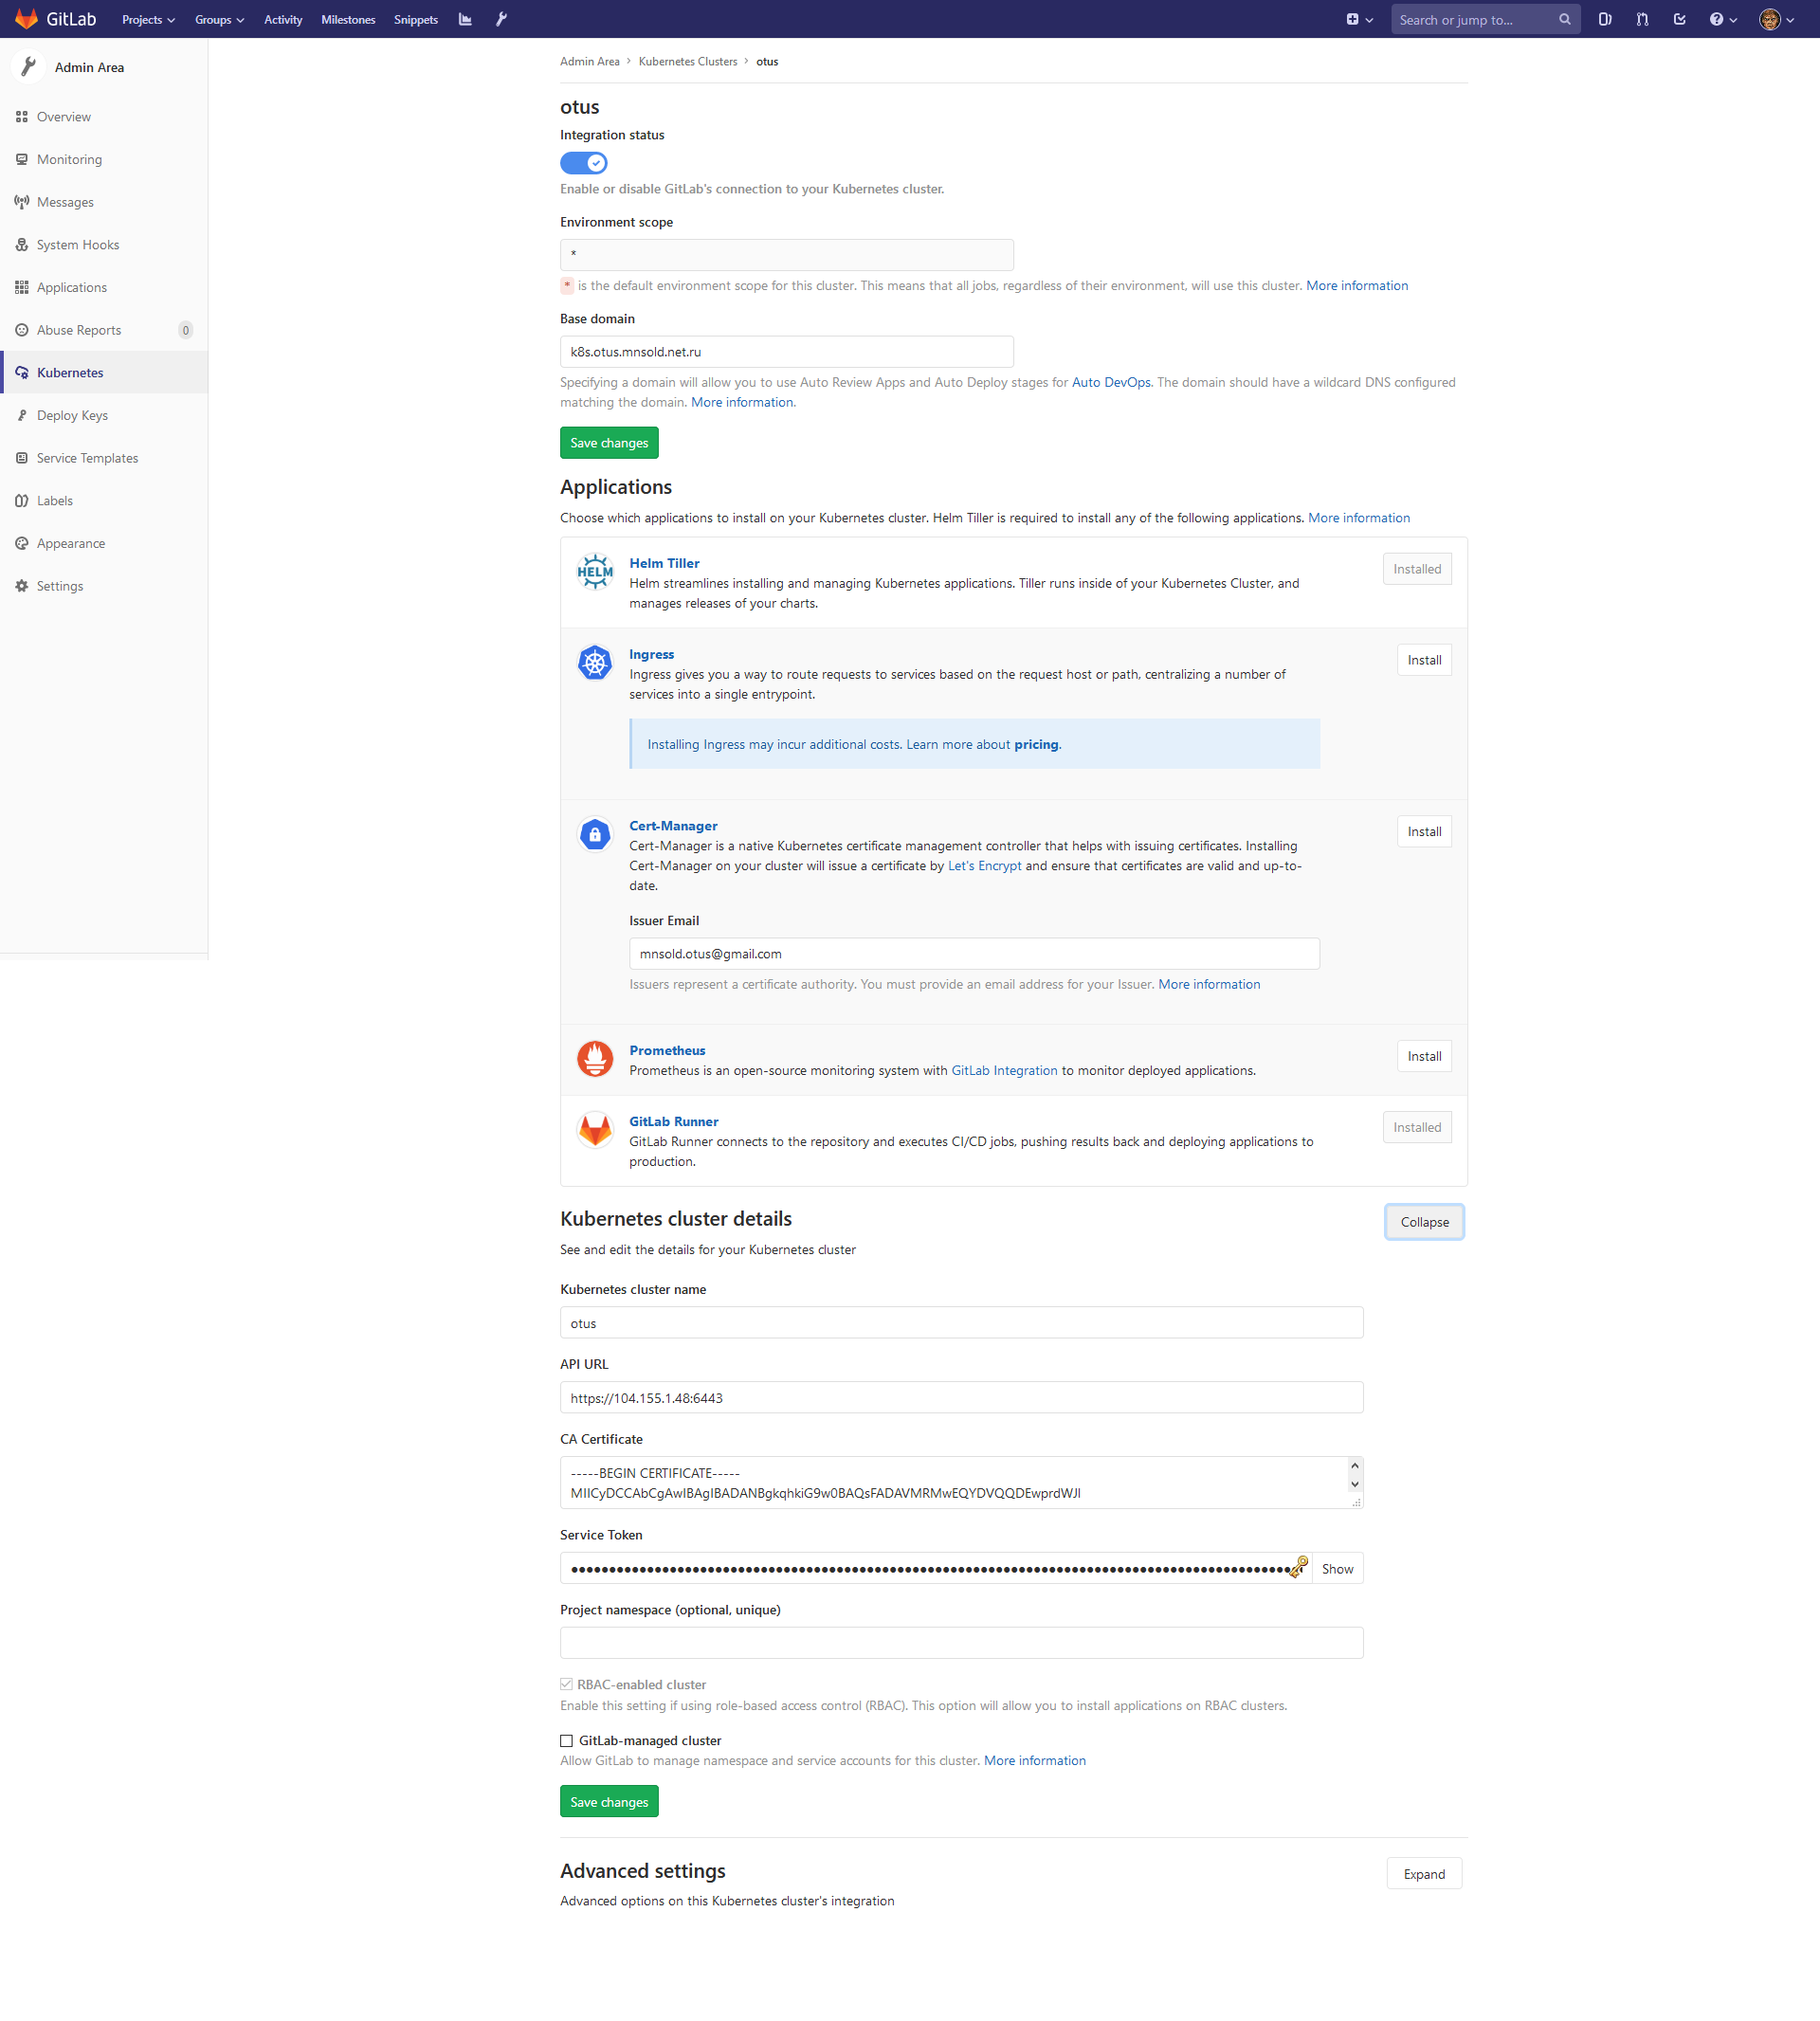 GitLab
Projects
Groups
Activity
Milestones
Snippets
Search or jump to...
Admin Area
Overview
Monitoring
Messages
System Hooks
Applications
Abuse Reports 0
Kubernetes
Deploy Keys
Service Templates
Labels
Appearance
Settings
Admin Area › Kubernetes Clusters › otus
otus
Integration status
Enable or disable GitLab's connection to your Kubernetes cluster.
Environment scope
*
* is the default environment scope for this cluster. This means that all jobs, regardless of their environment, will use this cluster. More information
Base domain
k8s.otus.mnsold.net.ru
Specifying a domain will allow you to use Auto Review Apps and Auto Deploy stages for Auto DevOps. The domain should have a wildcard DNS configured
matching the domain. More information.
Save changes
Applications
Choose which applications to install on your Kubernetes cluster. Helm Tiller is required to install any of the following applications. More information
HELM
Helm Tiller
Installed
Helm streamlines installing and managing Kubernetes applications. Tiller runs inside of your Kubernetes Cluster, and
manages releases of your charts.
Ingress
Install
Ingress gives you a way to route requests to services based on the request host or path, centralizing a number of
services into a single entrypoint.
Installing Ingress may incur additional costs. Learn more about pricing.
Cert-Manager
Install
Cert-Manager is a native Kubernetes certificate management controller that helps with issuing certificates. Installing
Cert-Manager on your cluster will issue a certificate by Let's Encrypt and ensure that certificates are valid and up-to-
date.
Issuer Email
mnsold.otus@gmail.com
Issuers represent a certificate authority. You must provide an email address for your Issuer. More information
Prometheus
Install
Prometheus is an open-source monitoring system with GitLab Integration to monitor deployed applications.
GitLab Runner
Installed
GitLab Runner connects to the repository and executes CI/CD jobs, pushing results back and deploying applications to
production.
Kubernetes cluster details
Collapse
See and edit the details for your Kubernetes cluster
Kubernetes cluster name
otus
API URL
https://104.155.1.48:6443
CA Certificate
-----BEGIN CERTIFICATE-----
MIICyDCCAbCgAwIBAgIBADANBgkqhkiG9w0BAQsFADAVMRMwEQYDVQQDEwprdWJl
Service Token
Show
Project namespace (optional, unique)
RBAC-enabled cluster
Enable this setting if using role-based access control (RBAC). This option will allow you to install applications on RBAC clusters.
GitLab-managed cluster
Allow GitLab to manage namespace and service accounts for this cluster. More information
Save changes
Advanced settings
Expand
Advanced options on this Kubernetes cluster's integration